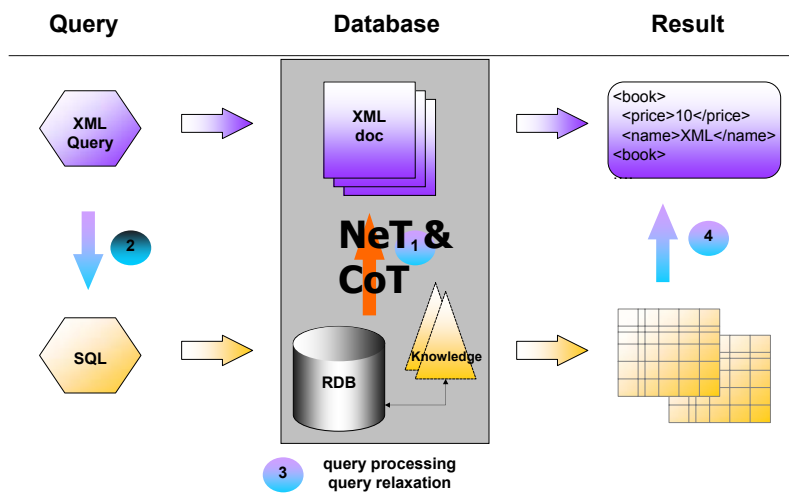 Query
Database
Result
XML
Query
XML
doc
<book>
<price>10</price>
<name>XML</name>
<book>
....
2
NeT &
CoT
1
4
SQL
RDB
Knowledge
3
query processing
query relaxation